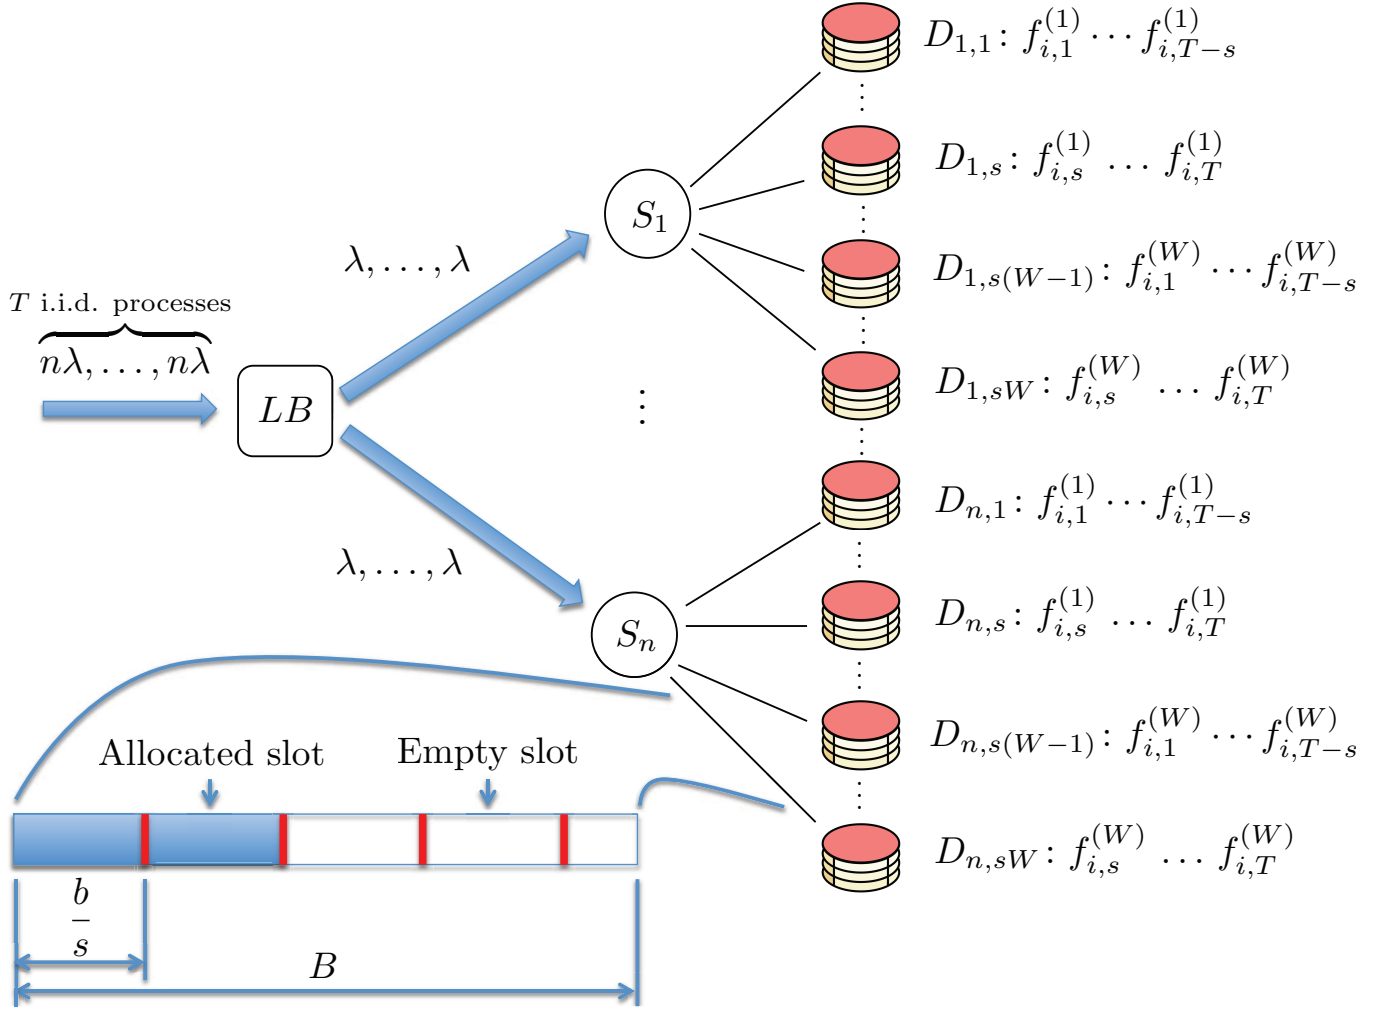 D_{1,1}: f_{i,1}^{(1)} ··· f_{i,T−s}^{(1)}
D_{1,s}: f_{i,s}^{(1)} ... f_{i,T}^{(1)}
S_1
D_{1,s(W−1)}: f_{i,1}^{(W)} ··· f_{i,T−s}^{(W)}
λ, ..., λ
T i.i.d. processes
nλ, ..., nλ
D_{1,sW}: f_{i,s}^{(W)} ... f_{i,T}^{(W)}
LB
⋮
D_{n,1}: f_{i,1}^{(1)} ··· f_{i,T−s}^{(1)}
λ, ..., λ
D_{n,s}: f_{i,s}^{(1)} ... f_{i,T}^{(1)}
S_n
D_{n,s(W−1)}: f_{i,1}^{(W)} ··· f_{i,T−s}^{(W)}
Allocated slot Empty slot
D_{n,sW}: f_{i,s}^{(W)} ... f_{i,T}^{(W)}
b
s
B